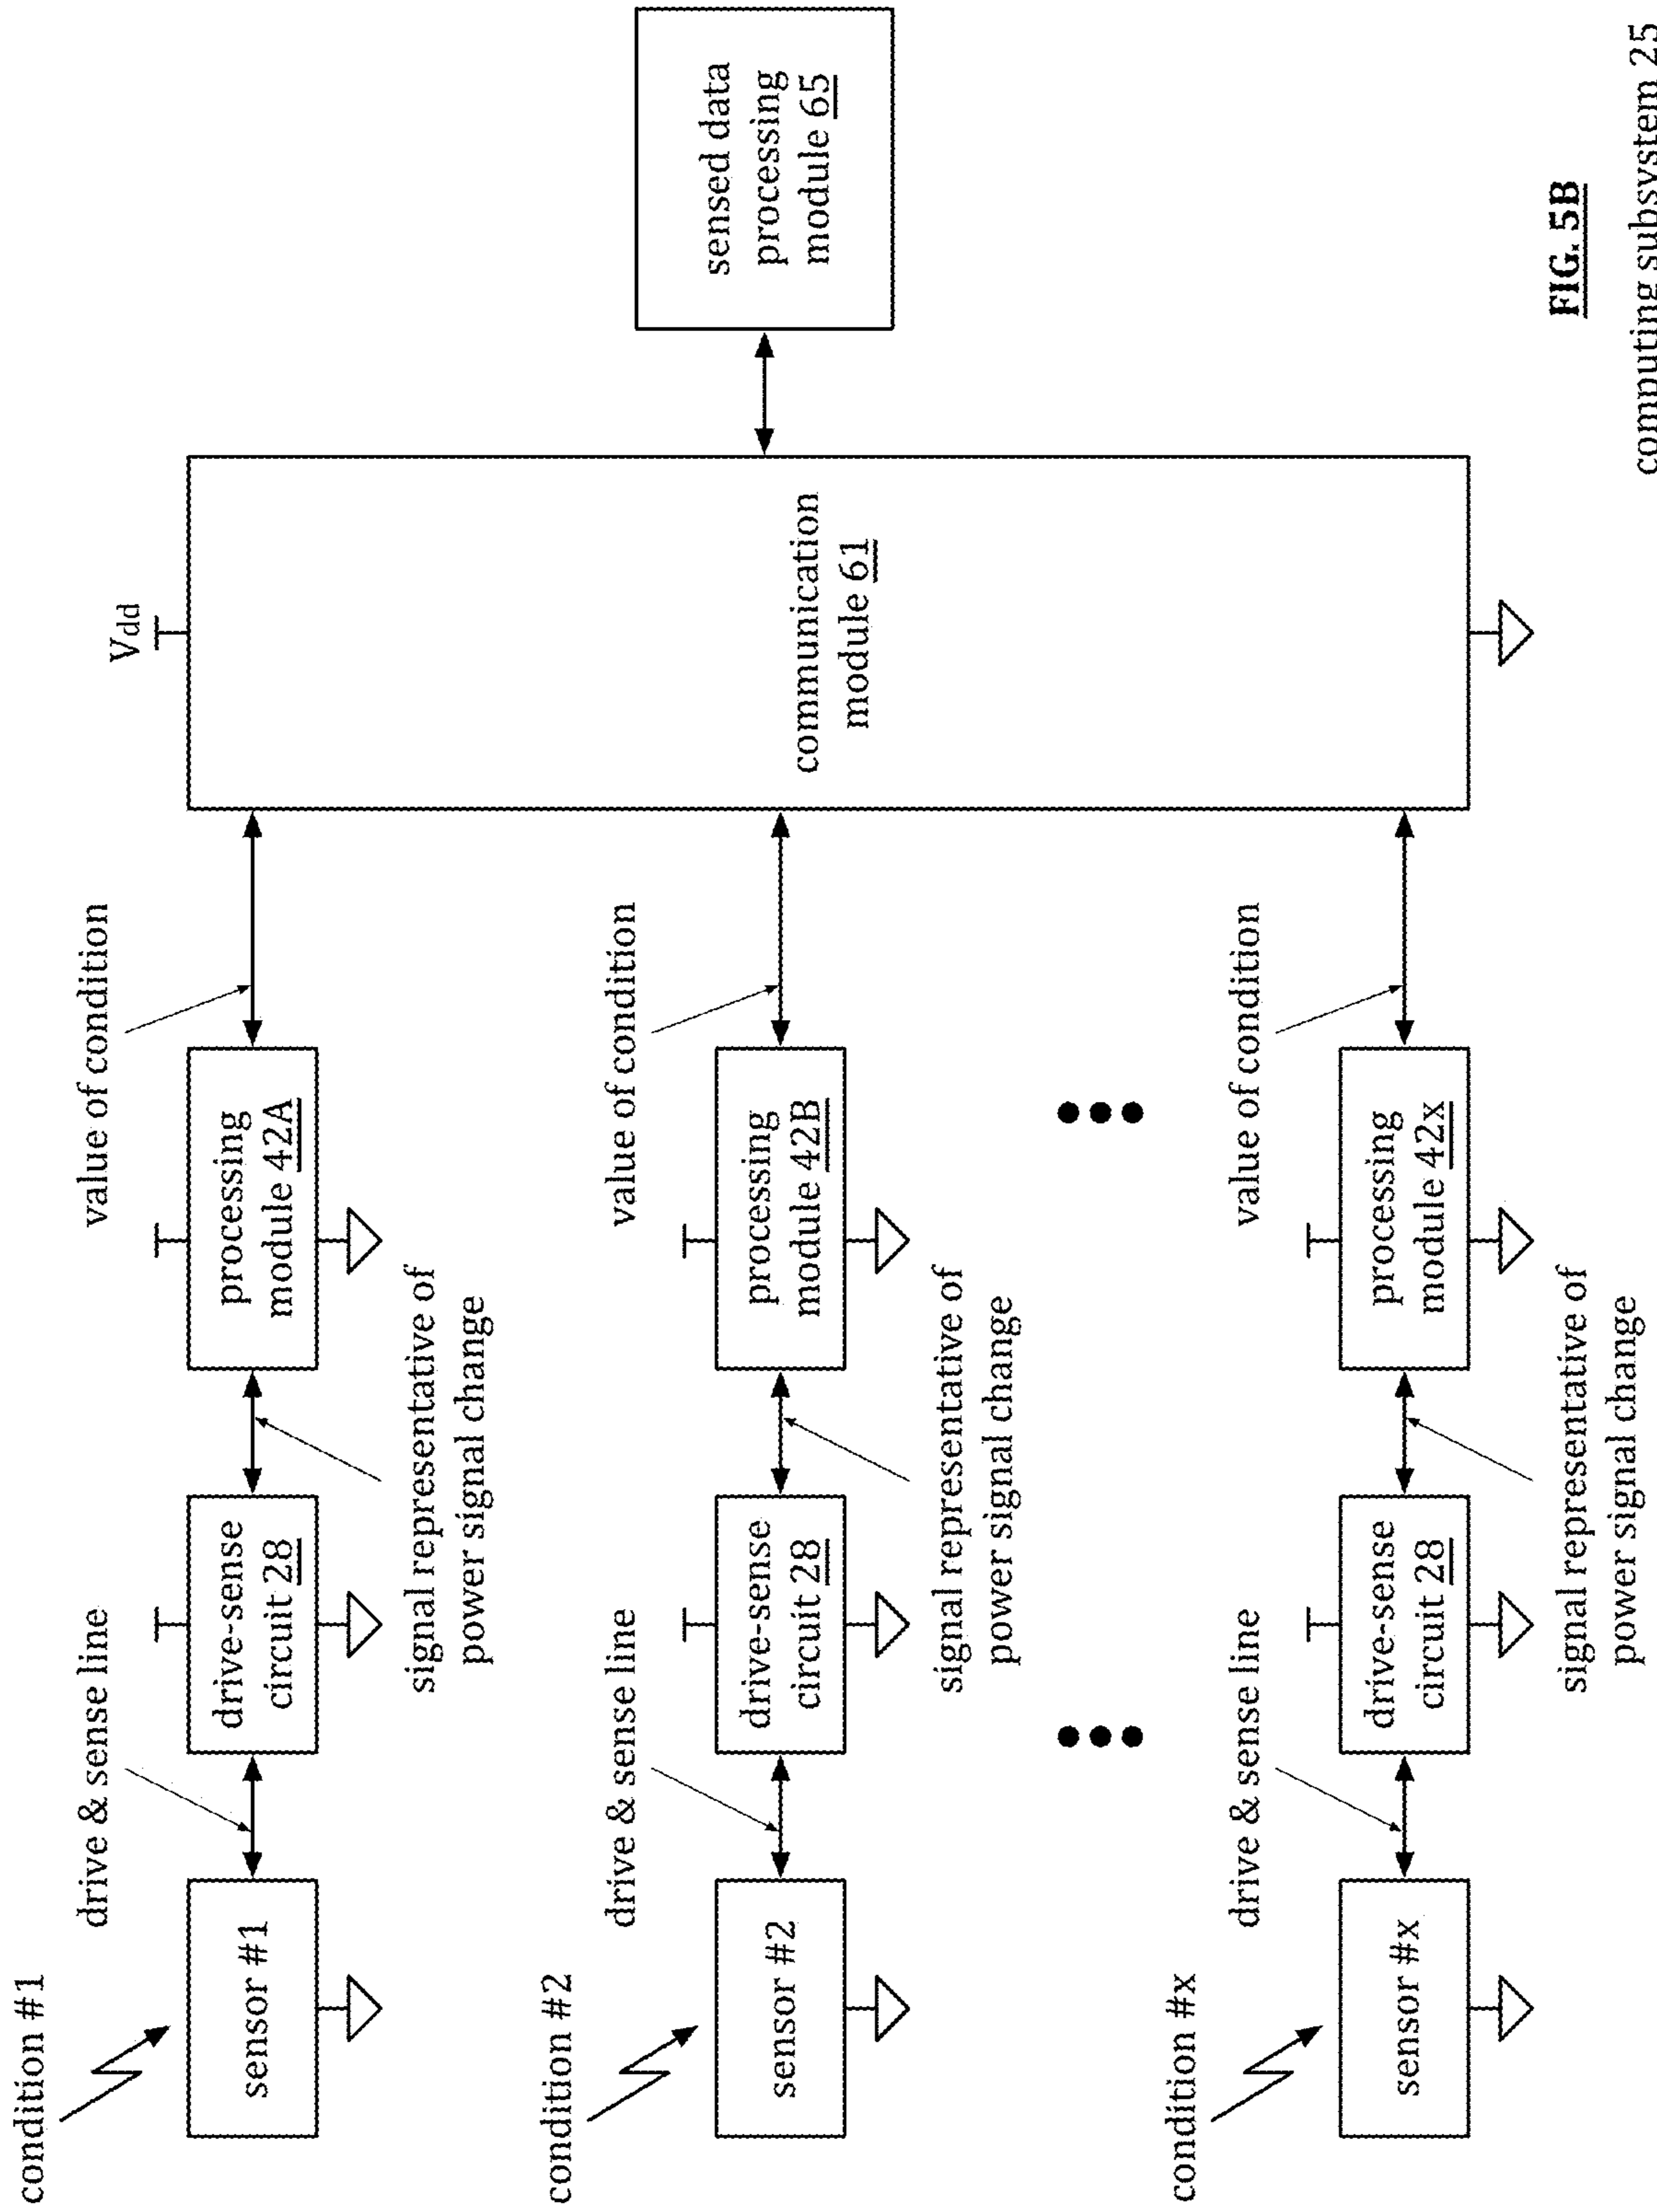 condition #1
drive & sense line
value of condition
Vdd
sensor #1
drive-sense
circuit 28
processing
module 42A
signal representative of
power signal change
condition #2
drive & sense line
value of condition
sensor #2
drive-sense
circuit 28
processing
module 42B
signal representative of
power signal change
communication
module 61
sensed data
processing
module 65
condition #x
drive & sense line
value of condition
sensor #x
drive-sense
circuit 28
processing
module 42x
signal representative of
power signal change
FIG. 5B
computing subsystem 25